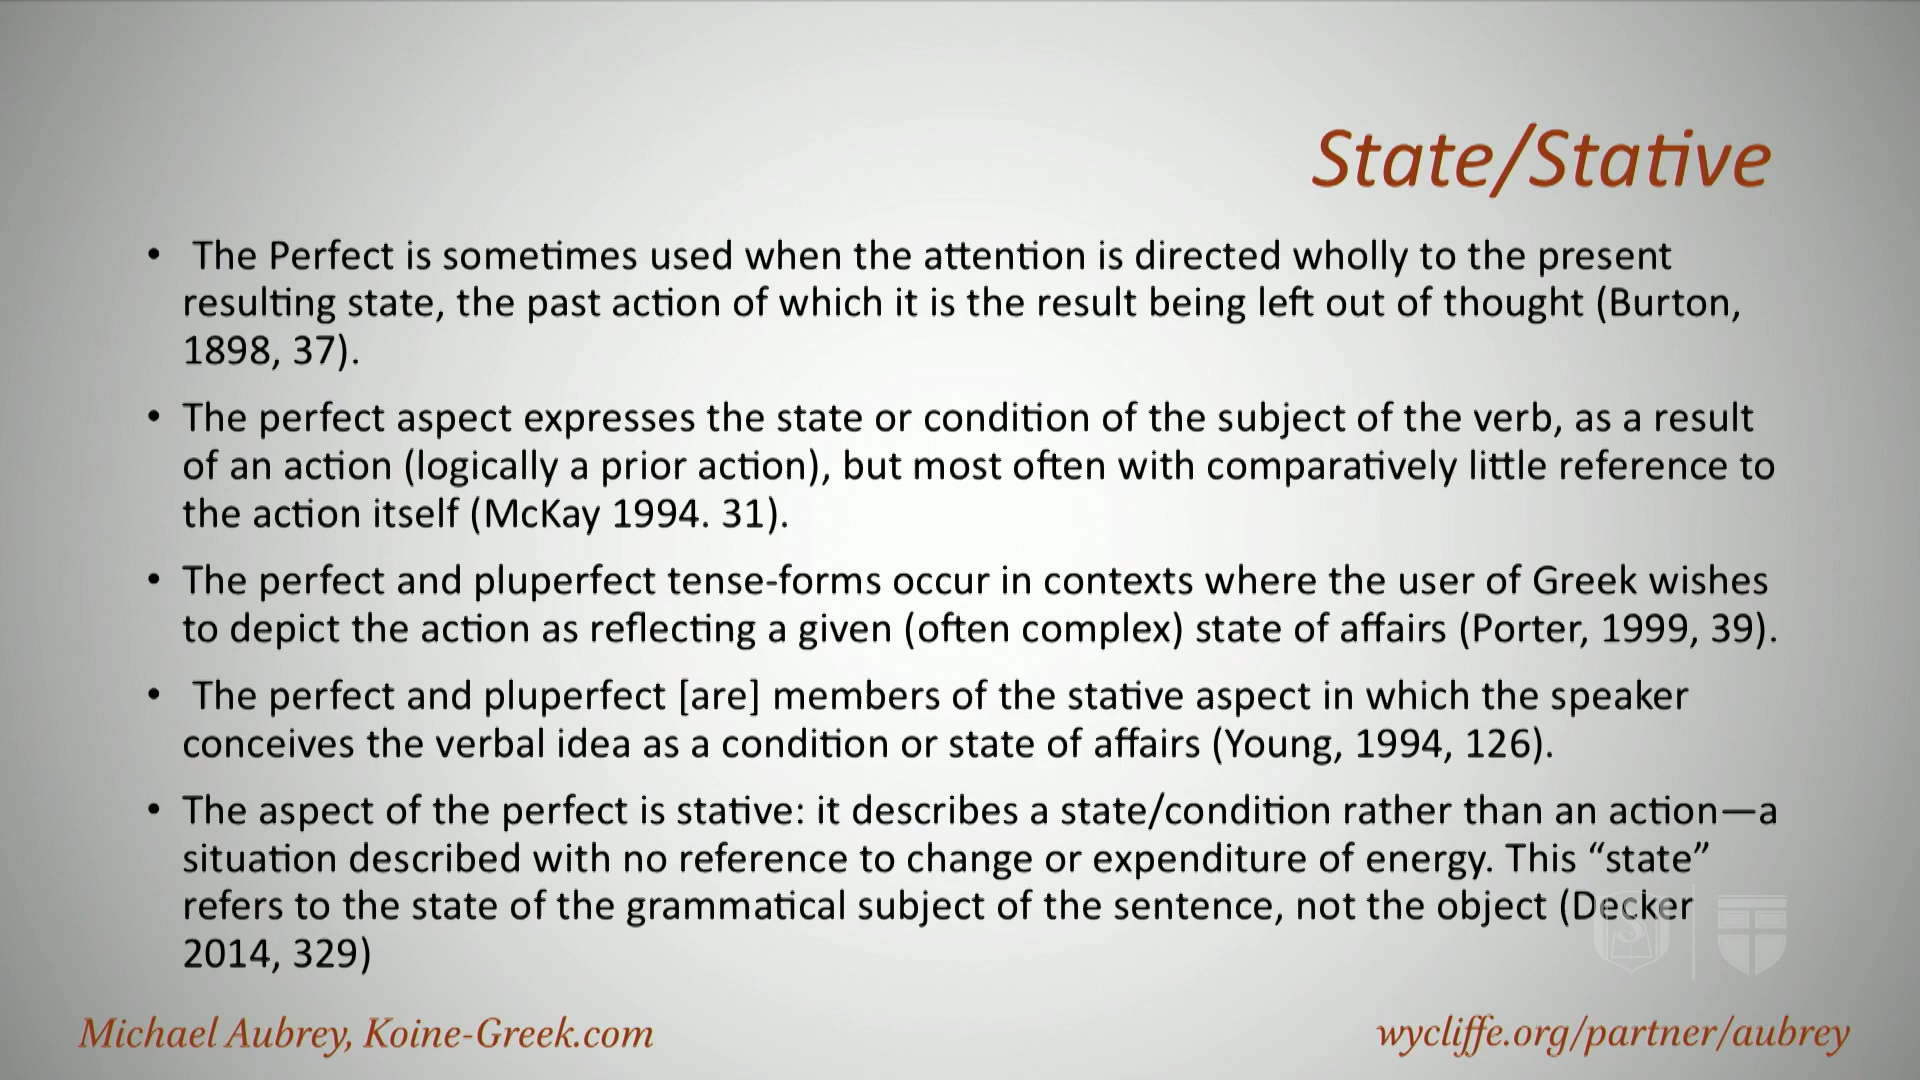 State/Stative
• The Perfect is sometimes used when the attention is directed wholly to the present
resulting state, the past action of which it is the result being left out of thought (Burton,
1898, 37).
• The perfect aspect expresses the state or condition of the subject of the verb, as a result
of an action (logically a prior action), but most often with comparatively little reference to
the action itself (McKay 1994. 31).
• The perfect and pluperfect tense-forms occur in contexts where the user of Greek wishes
to depict the action as reflecting a given (often complex) state of affairs (Porter, 1999, 39).
• The perfect and pluperfect [are] members of the stative aspect in which the speaker
conceives the verbal idea as a condition or state of affairs (Young, 1994, 126).
• The aspect of the perfect is stative: it describes a state/condition rather than an action—a
situation described with no reference to change or expenditure of energy. This “state”
refers to the state of the grammatical subject of the sentence, not the object (Decker
2014, 329)
Michael Aubrey, Koine-Greek.com
wycliffe.org/partner/aubrey